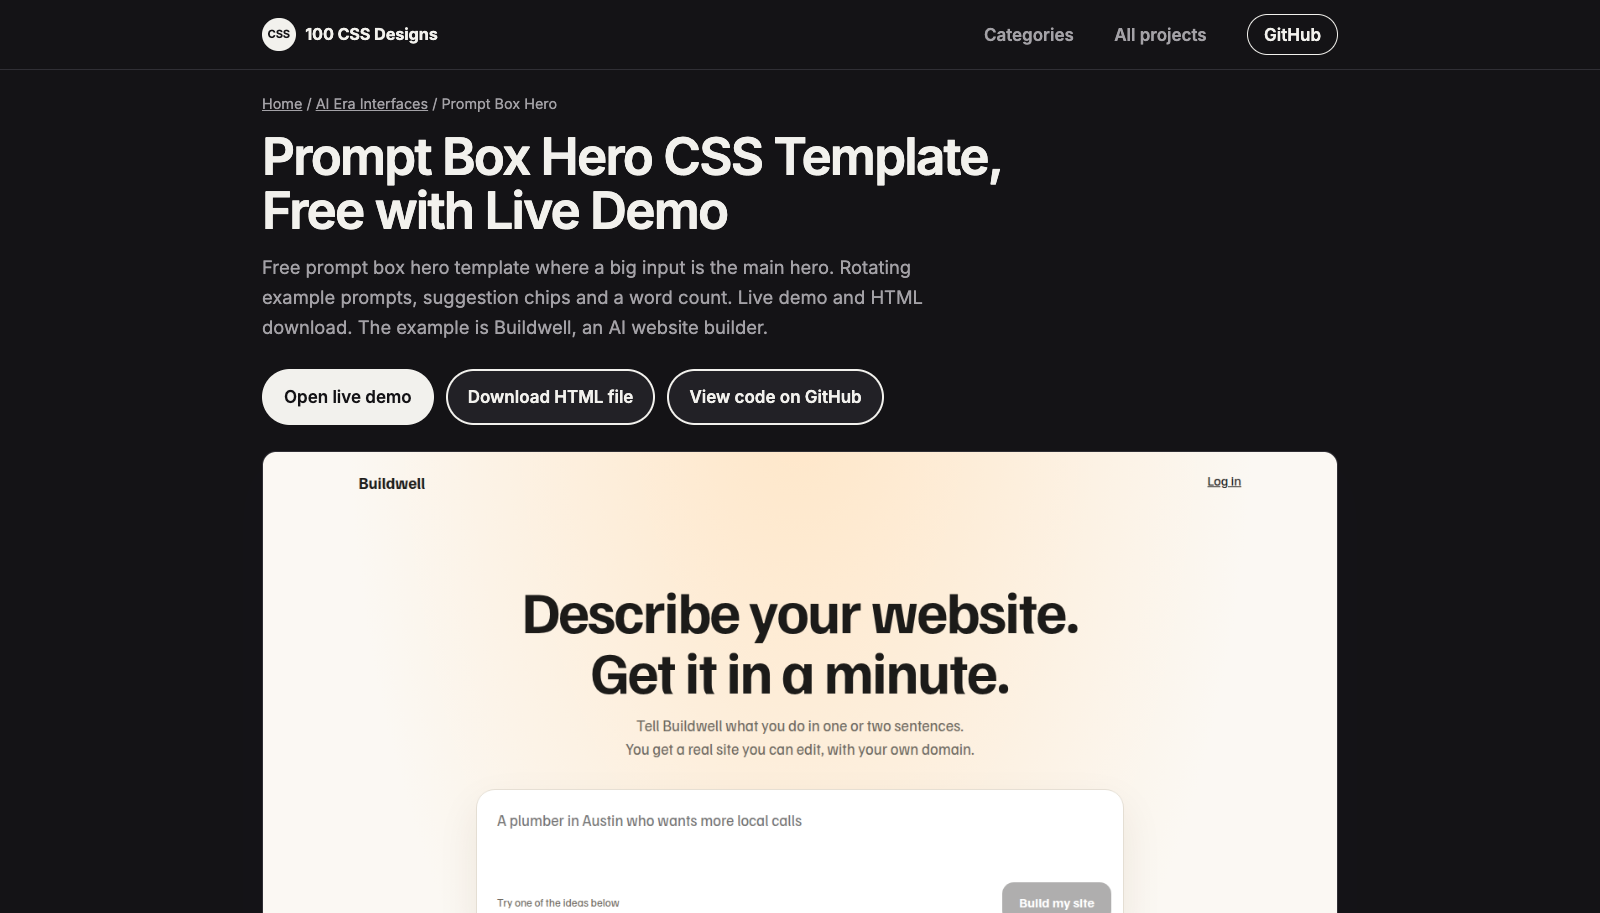 CSS 100 CSS Designs
Categories All projects GitHub
Home / AI Era Interfaces / Prompt Box Hero
Prompt Box Hero CSS Template,
Free with Live Demo
Free prompt box hero template where a big input is the main hero. Rotating
example prompts, suggestion chips and a word count. Live demo and HTML
download. The example is Buildwell, an AI website builder.
Open live demo Download HTML file View code on GitHub
Buildwell Log in
Describe your website.
Get it in a minute.
Tell Buildwell what you do in one or two sentences.
You get a real site you can edit, with your own domain.
A plumber in Austin who wants more local calls
Try one of the ideas below Build my site